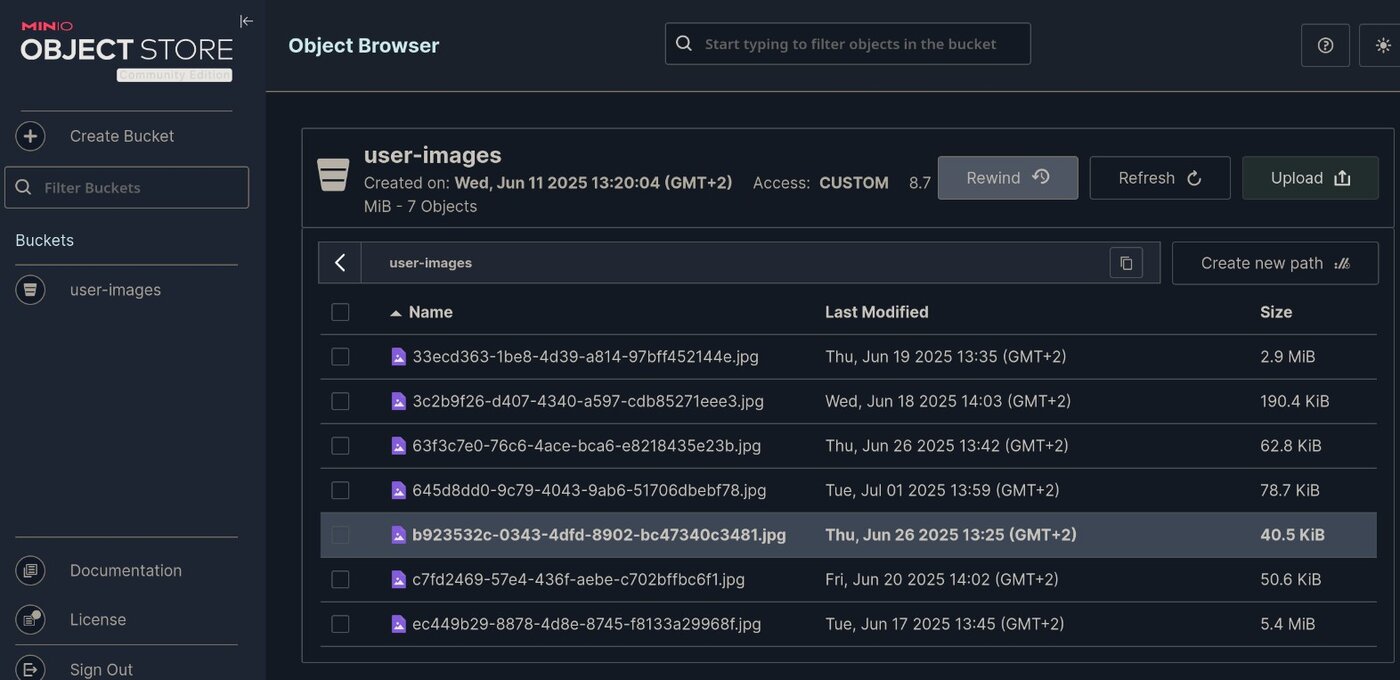 MINIO
OBJECT STORE
Community Edition
Create Bucket
Filter Buckets
Buckets
user-images
Documentation
License
Sign Out
Object Browser
Start typing to filter objects in the bucket
user-images
Created on: Wed, Jun 11 2025 13:20:04 (GMT+2) Access: CUSTOM 8.7
MiB - 7 Objects
Rewind
Refresh
Upload
user-images
Create new path
Name Last Modified Size
33ecd363-1be8-4d39-a814-97bff452144e.jpg Thu, Jun 19 2025 13:35 (GMT+2) 2.9 MiB
3c2b9f26-d407-4340-a597-cdb85271eee3.jpg Wed, Jun 18 2025 14:03 (GMT+2) 190.4 KiB
63f3c7e0-76c6-4ace-bca6-e8218435e23b.jpg Thu, Jun 26 2025 13:42 (GMT+2) 62.8 KiB
645d8dd0-9c79-4043-9ab6-51706dbebf78.jpg Tue, Jul 01 2025 13:59 (GMT+2) 78.7 KiB
b923532c-0343-4dfd-8902-bc47340c3481.jpg Thu, Jun 26 2025 13:25 (GMT+2) 40.5 KiB
c7fd2469-57e4-436f-aebe-c702bffbc6f1.jpg Fri, Jun 20 2025 14:02 (GMT+2) 50.6 KiB
ec449b29-8878-4d8e-8745-f8133a29968f.jpg Tue, Jun 17 2025 13:45 (GMT+2) 5.4 MiB